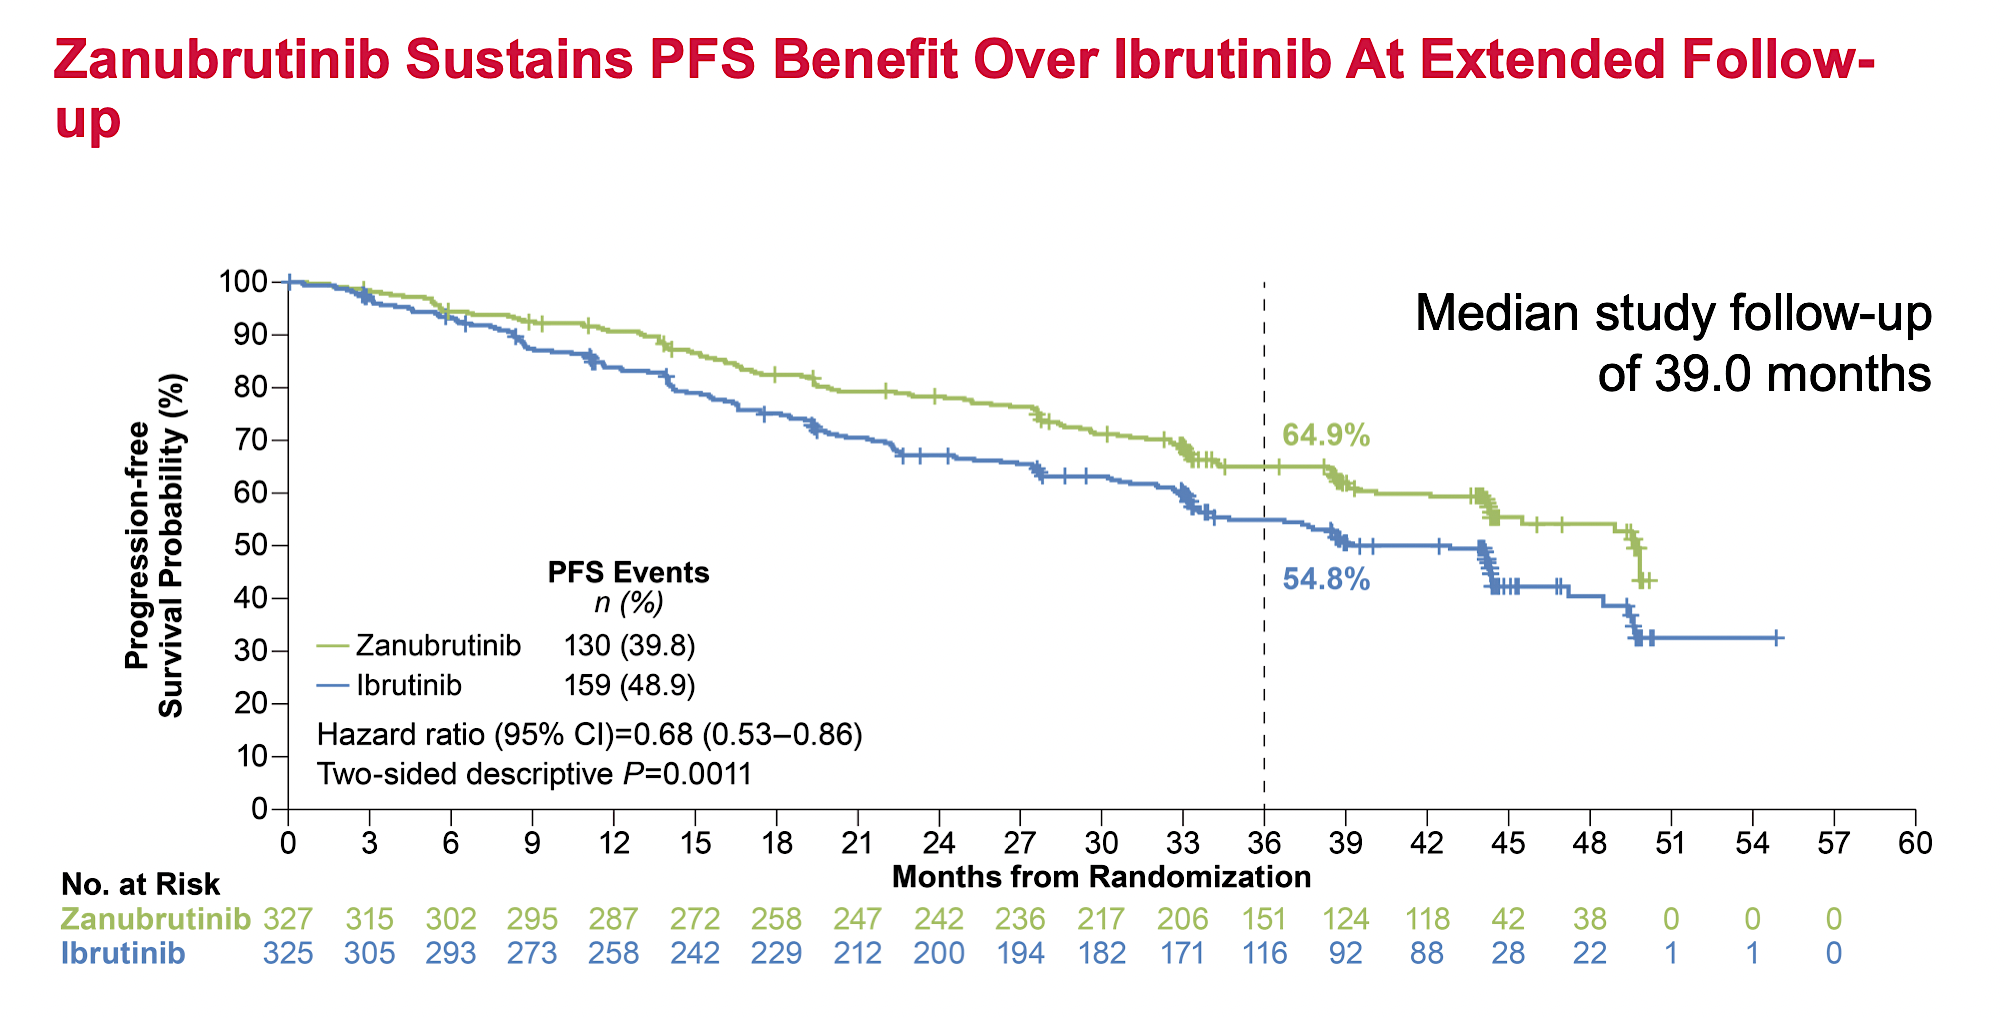 Zanubrutinib Sustains PFS Benefit Over Ibrutinib At Extended Follow-
up
Median study follow-up
of 39.0 months
Progression-free
Survival Probability (%)
100
90
80
70
60
50
40
30
20
10
0
64.9%
54.8%
PFS Events
n (%)
Zanubrutinib 130 (39.8)
Ibrutinib 159 (48.9)
Hazard ratio (95% CI)=0.68 (0.53–0.86)
Two-sided descriptive P=0.0011
0 3 6 9 12 15 18 21 24 27 30 33 36 39 42 45 48 51 54 57 60
Months from Randomization
No. at Risk
Zanubrutinib 327 315 302 295 287 272 258 247 242 236 217 206 151 124 118 42 38 0 0 0
Ibrutinib 325 305 293 273 258 242 229 212 200 194 182 171 116 92 88 28 22 1 1 0